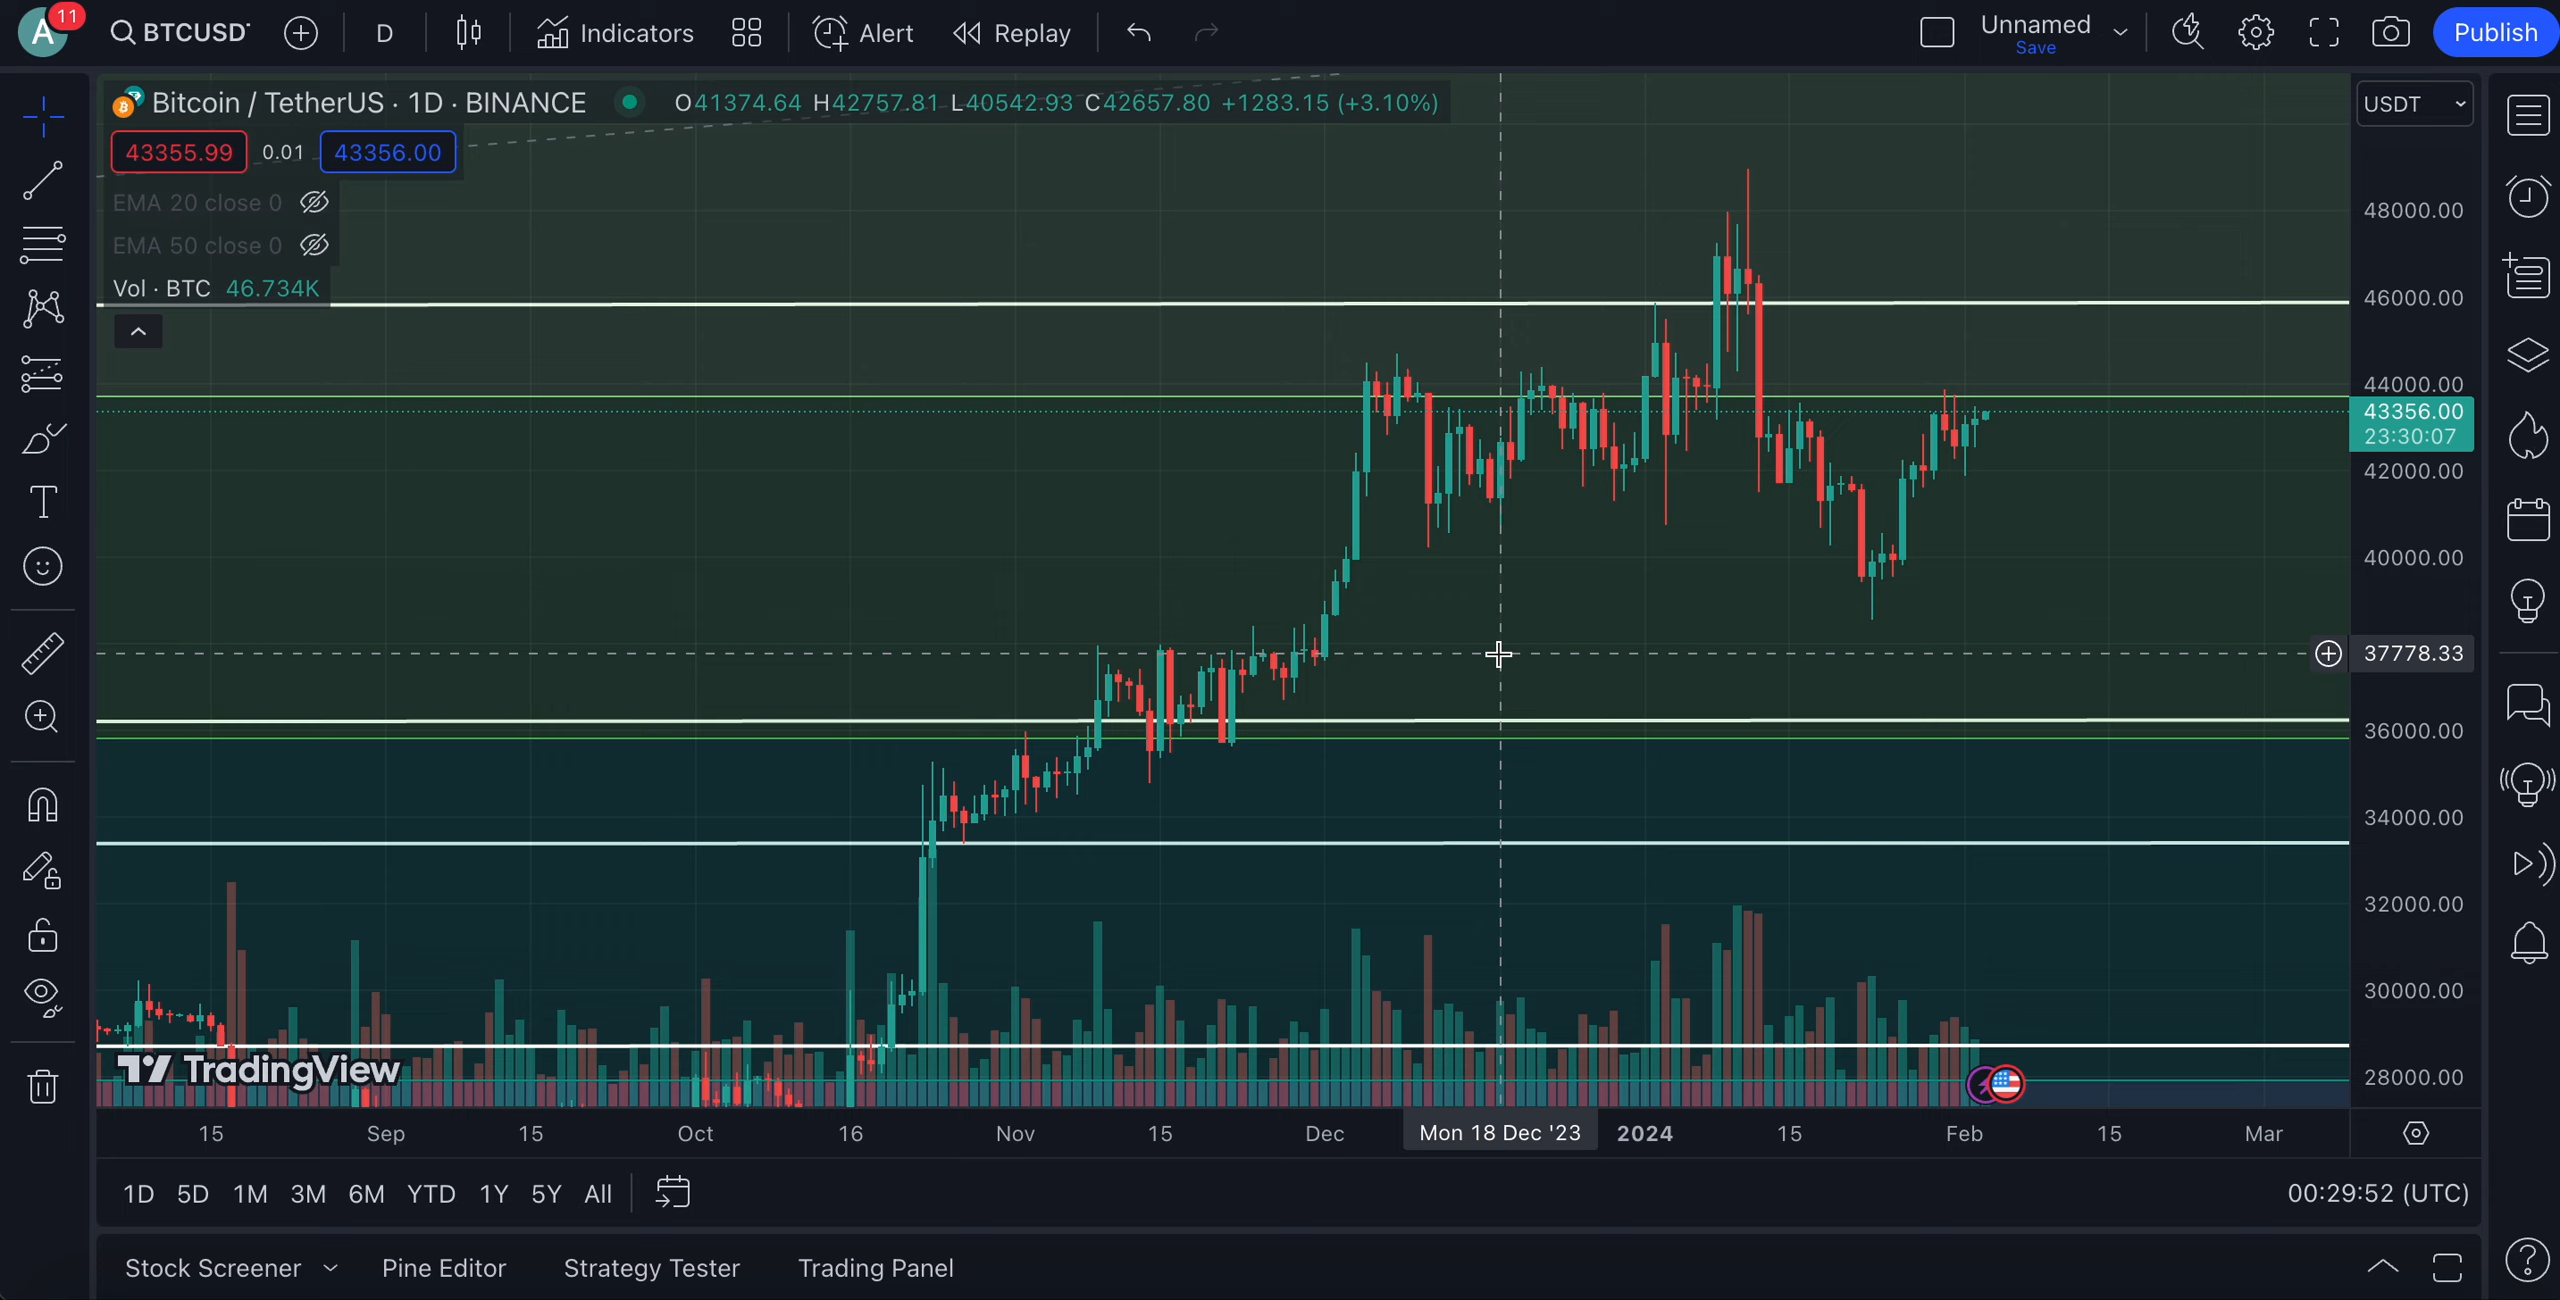 A
11
BTCUSDT
D
Indicators
Alert
Replay
Unnamed
Save
Publish
Bitcoin / TetherUS · 1D · BINANCE
O41374.64 H42757.81 L40542.93 C42657.80 +1283.15 (+3.10%)
USDT
43355.99
0.01
43356.00
EMA 20 close 0
EMA 50 close 0
Vol · BTC 46.734K
48000.00
46000.00
44000.00
43356.00
23:30:07
42000.00
40000.00
37778.33
36000.00
34000.00
32000.00
30000.00
28000.00
TradingView
15
Sep
15
Oct
16
Nov
15
Dec
Mon 18 Dec '23
2024
15
Feb
15
Mar
1D
5D
1M
3M
6M
YTD
1Y
5Y
All
00:29:52 (UTC)
Stock Screener
Pine Editor
Strategy Tester
Trading Panel